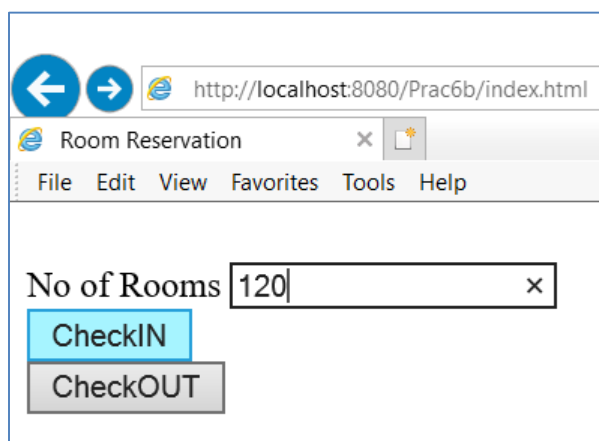 http://localhost:8080/Prac6b/index.html
Room Reservation
File Edit View Favorites Tools Help
No of Rooms 120
CheckIN
CheckOUT